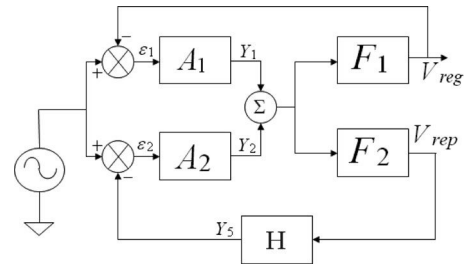 −
ε1 A1 Y1 F1
+ Vreg
Σ
+ ε2 A2 Y2 F2 Vrep
−
Y5 H